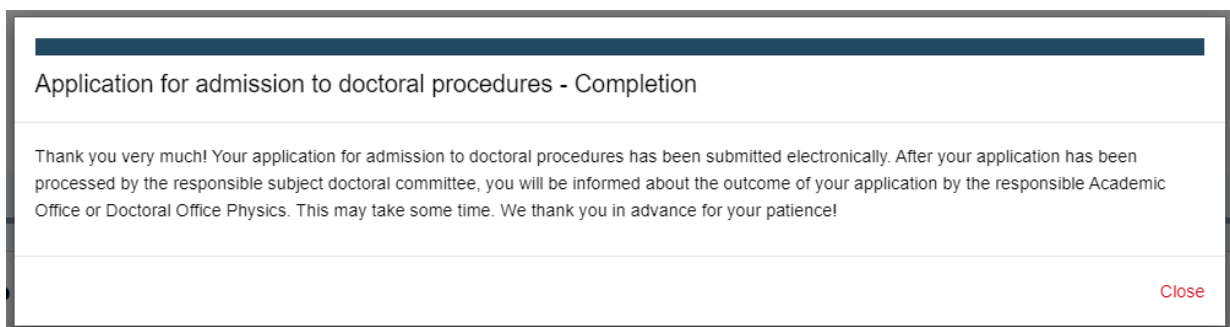 Application for admission to doctoral procedures - Completion
Thank you very much! Your application for admission to doctoral procedures has been submitted electronically. After your application has been
processed by the responsible subject doctoral committee, you will be informed about the outcome of your application by the responsible Academic
Office or Doctoral Office Physics. This may take some time. We thank you in advance for your patience!
Close